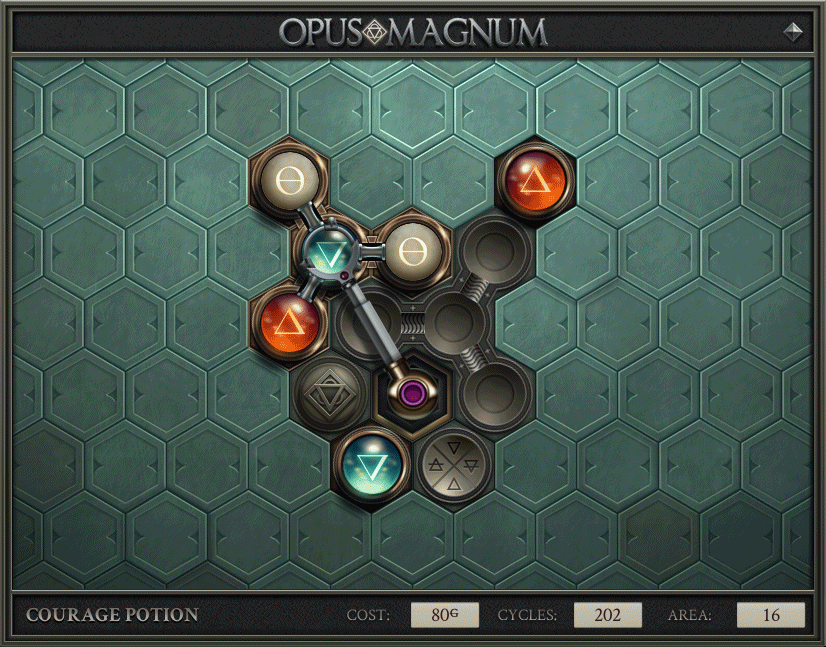 OPUS MAGNUM
COURAGE POTION
COST: 80G
CYCLES: 202
AREA: 16